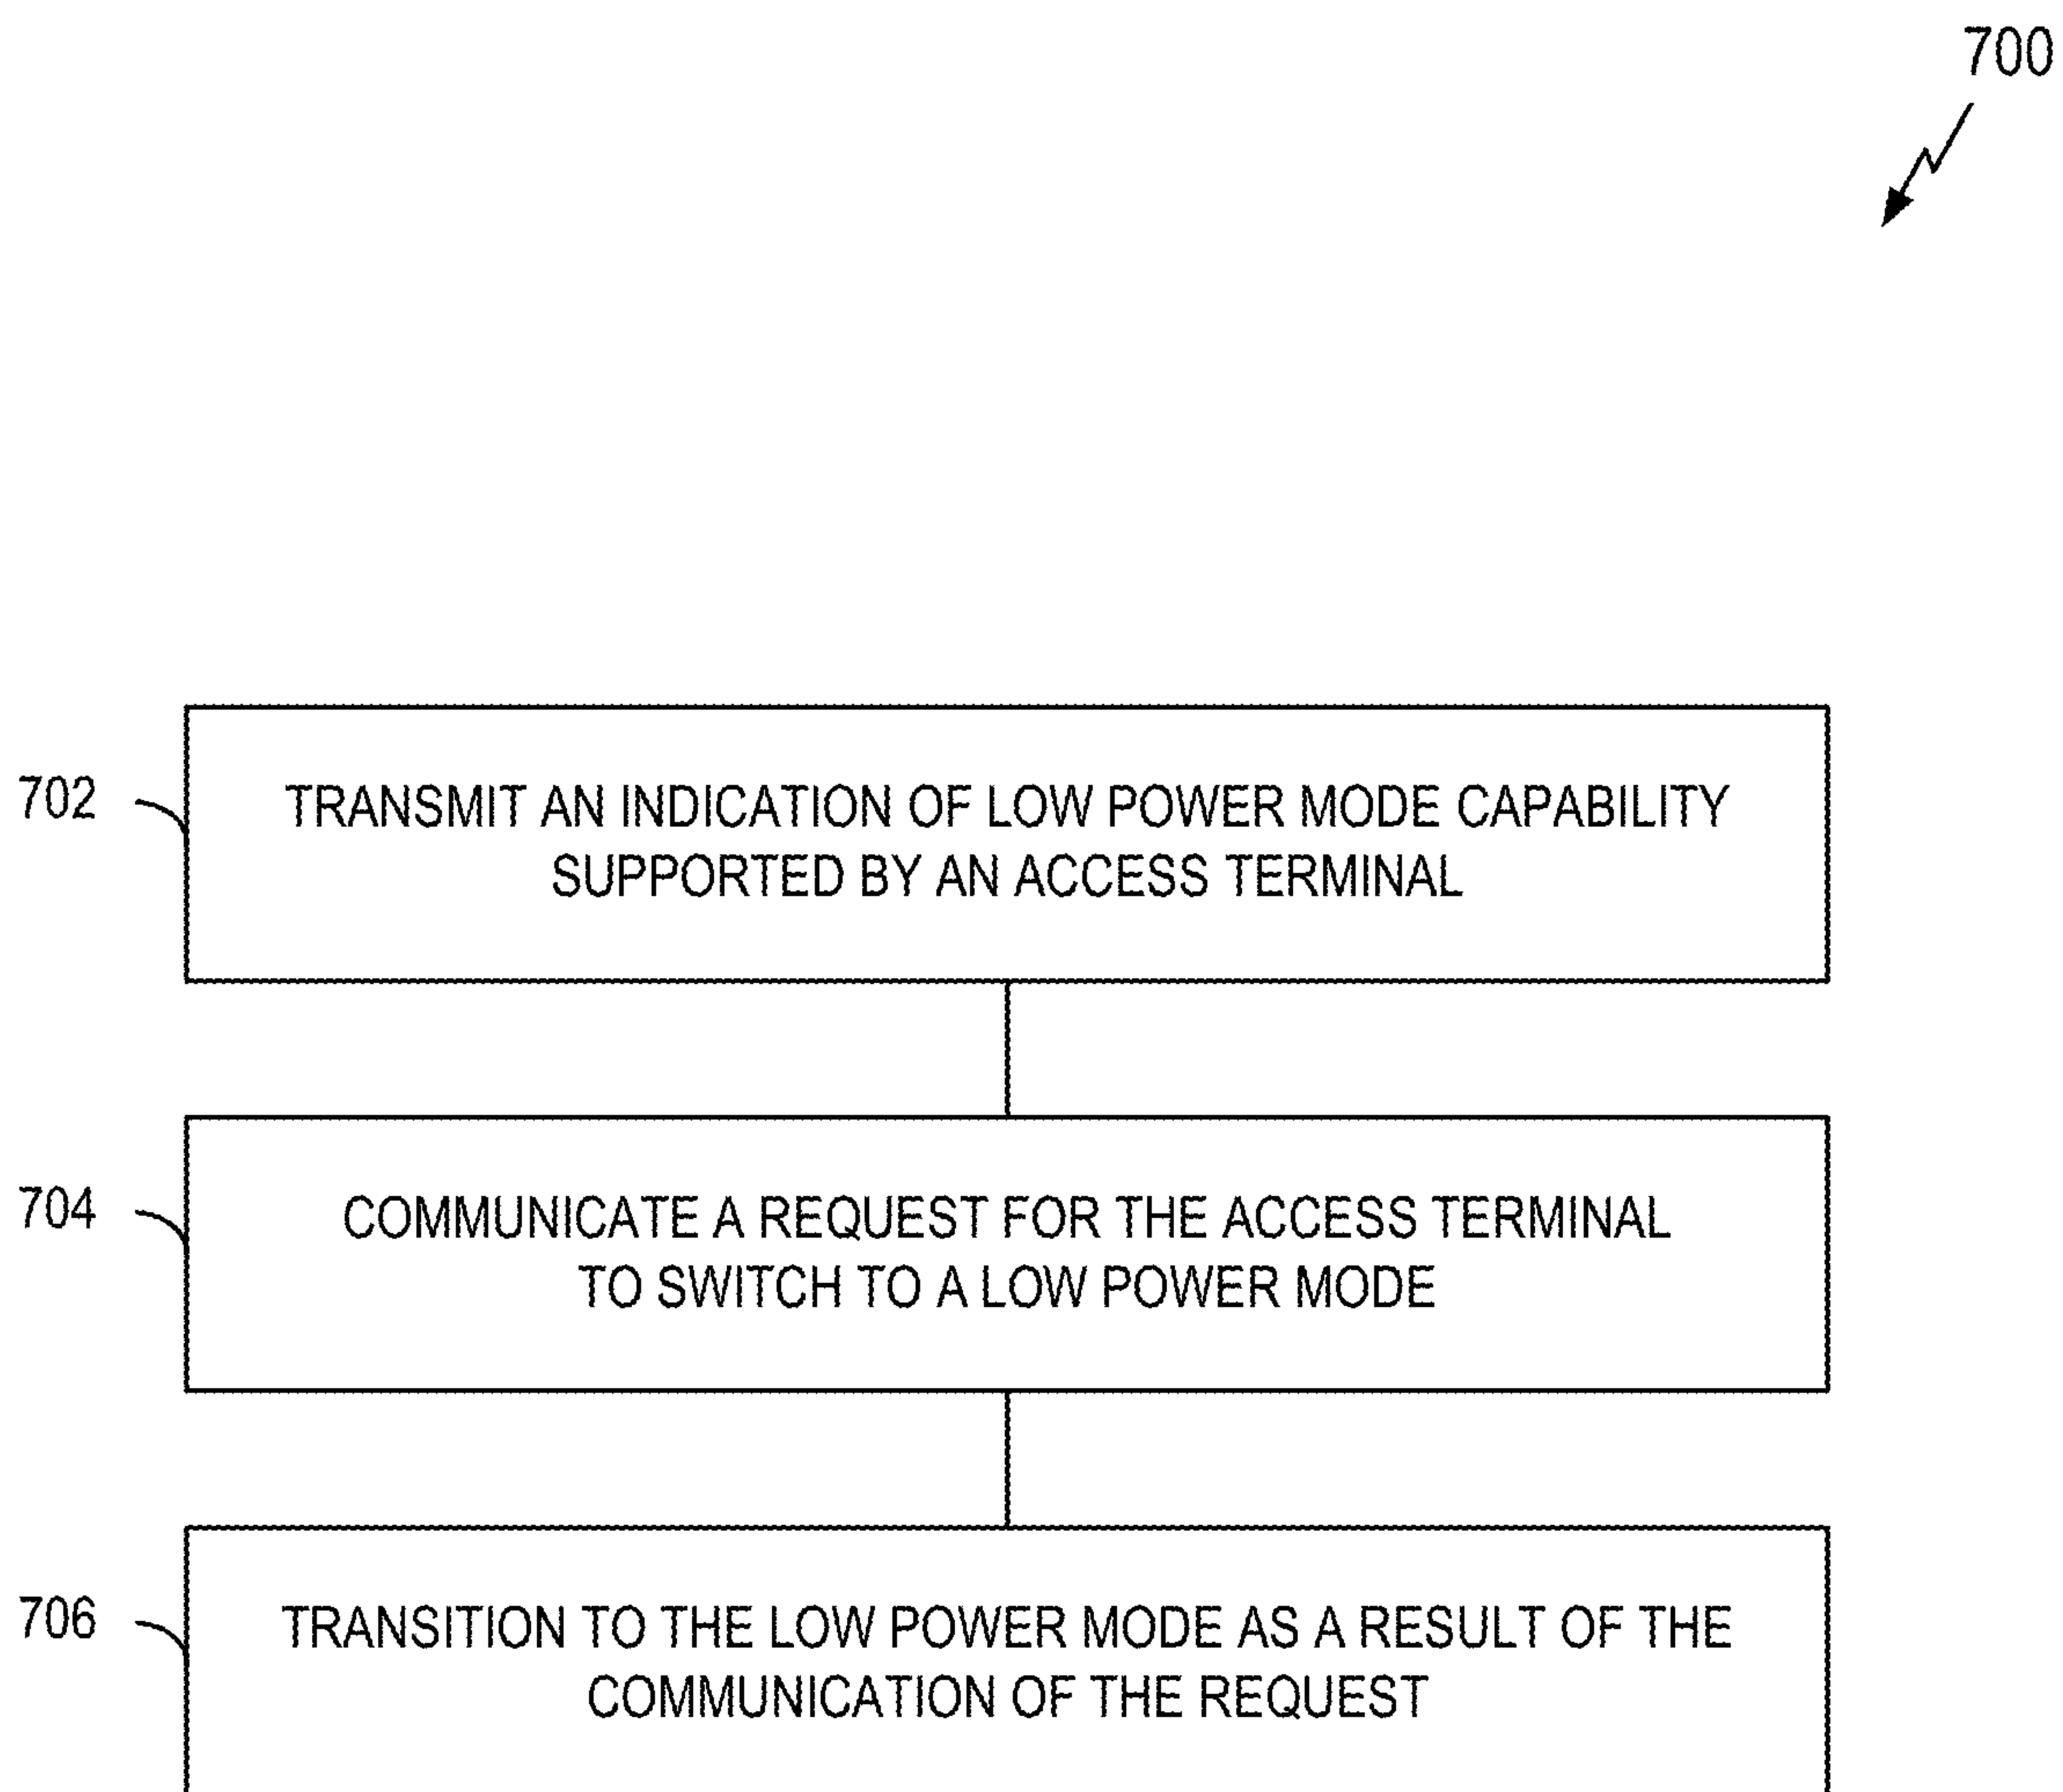 700
702
TRANSMIT AN INDICATION OF LOW POWER MODE CAPABILITY
SUPPORTED BY AN ACCESS TERMINAL
704
COMMUNICATE A REQUEST FOR THE ACCESS TERMINAL
TO SWITCH TO A LOW POWER MODE
706
TRANSITION TO THE LOW POWER MODE AS A RESULT OF THE
COMMUNICATION OF THE REQUEST